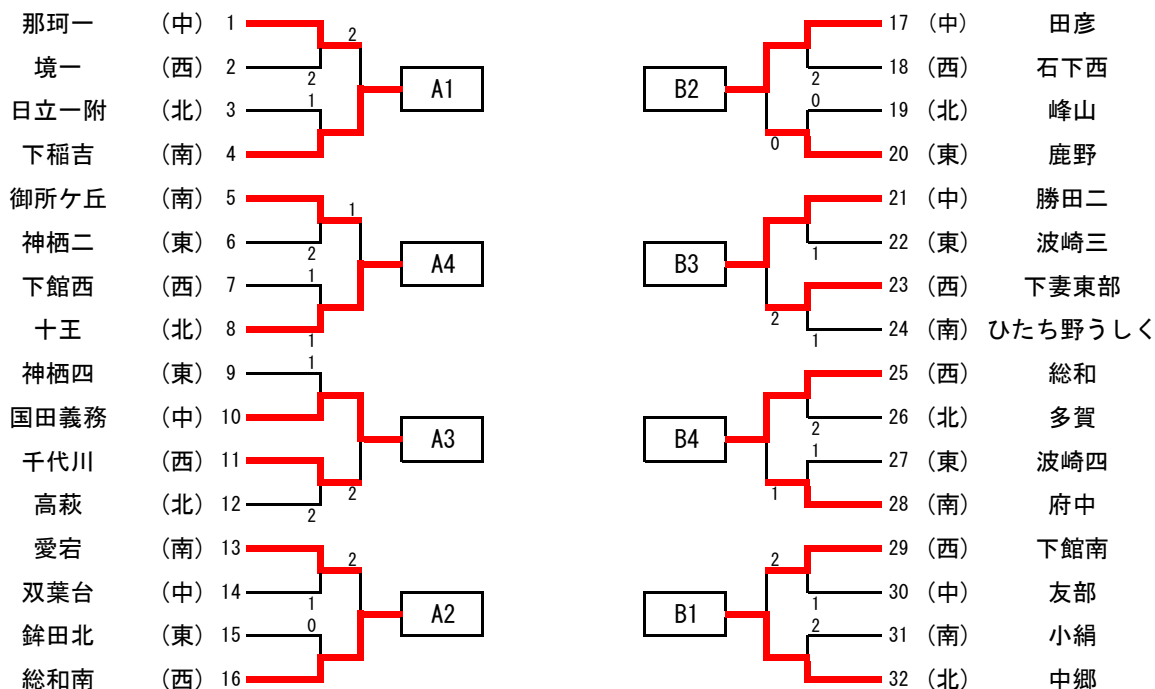 那珂一 (中) 1
2
境一 (西) 2
2
A1
日立一附 (北) 3
1
下稲吉 (南) 4
御所ケ丘 (南) 5
1
神栖二 (東) 6
2
A4
下館西 (西) 7
1
十王 (北) 8
1
神栖四 (東) 9
1
国田義務 (中) 10
A3
千代川 (西) 11
2
高萩 (北) 12
2
愛宕 (南) 13
2
双葉台 (中) 14
1
A2
鉾田北 (東) 15
0
総和南 (西) 16
17 (中) 田彦
18 (西) 石下西
2
B2
0
19 (北) 峰山
0
20 (東) 鹿野
21 (中) 勝田二
22 (東) 波崎三
1
B3
23 (西) 下妻東部
2
24 (南) ひたち野うしく
1
25 (西) 総和
26 (北) 多賀
2
B4
1
27 (東) 波崎四
1
28 (南) 府中
2
29 (西) 下館南
30 (中) 友部
1
B1
2
31 (南) 小絹
32 (北) 中郷